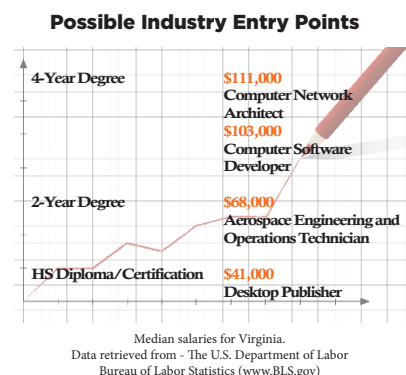 Possible Industry Entry Points
4-Year Degree
$111,000
Computer Network
Architect
$103,000
Computer Software
Developer
2-Year Degree
$68,000
Aerospace Engineering and
Operations Technician
HS Diploma/Certification
$41,000
Desktop Publisher
Median salaries for Virginia.
Data retrieved from - The U.S. Department of Labor
Bureau of Labor Statistics (www.BLS.gov)